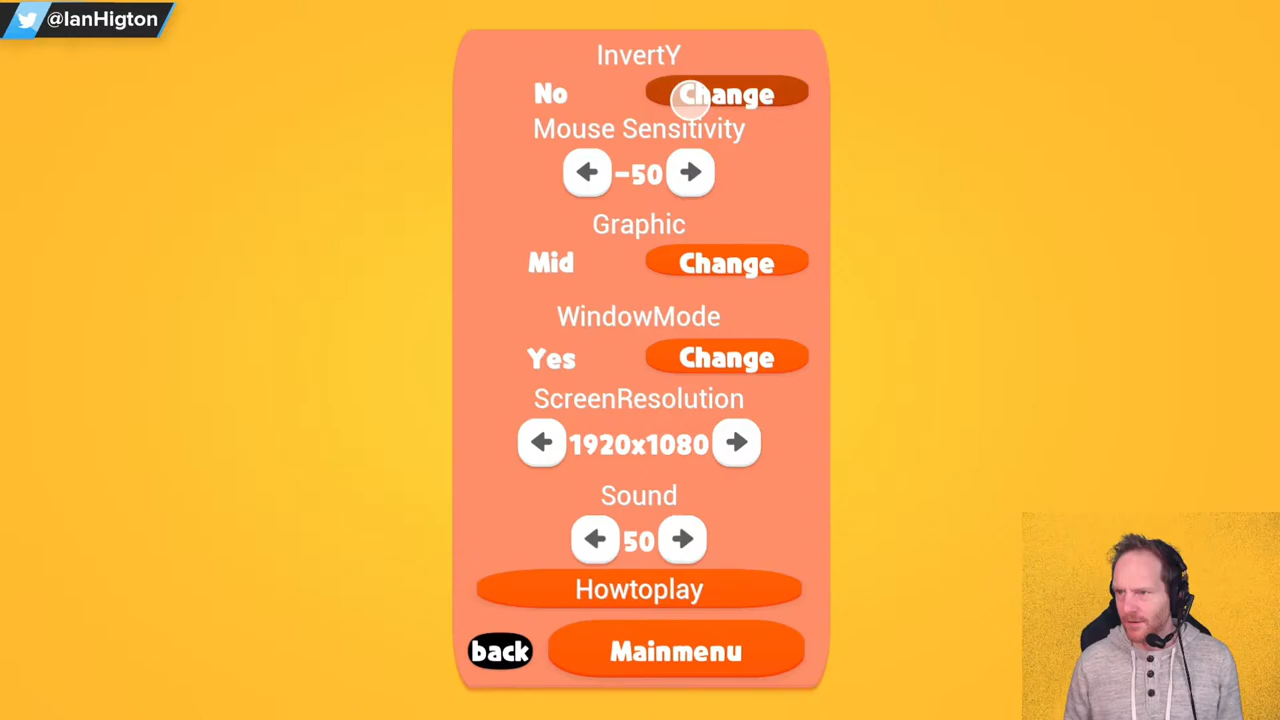 @IanHigton
InvertY
No Change
Mouse Sensitivity
-50
Graphic
Mid Change
WindowMode
Yes Change
ScreenResolution
1920x1080
Sound
50
Howtoplay
back Mainmenu